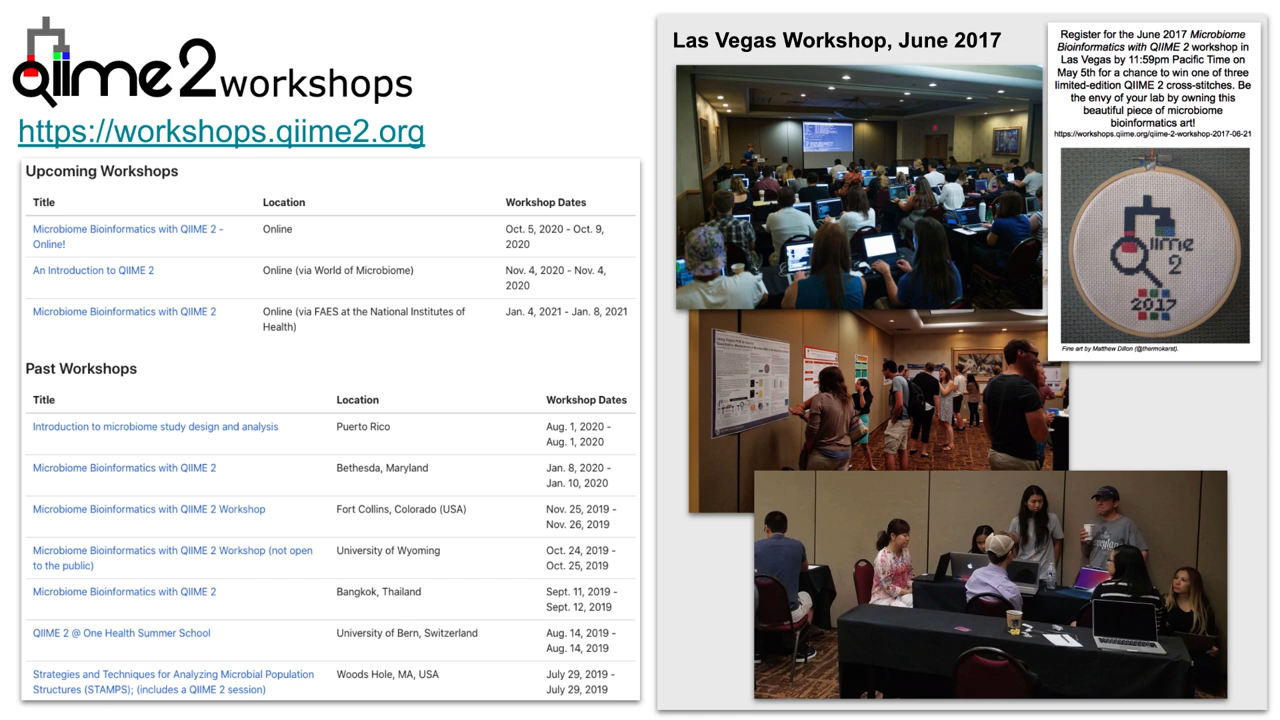 qiime2workshops
https://workshops.qiime2.org
Upcoming Workshops
Title Location Workshop Dates
Microbiome Bioinformatics with QIIME 2 - Online Oct. 5, 2020 - Oct. 9,
Online! 2020
An Introduction to QIIME 2 Online (via World of Microbiome) Nov. 4, 2020 - Nov. 4,
2020
Microbiome Bioinformatics with QIIME 2 Online (via FAES at the National Institutes of Jan. 4, 2021 - Jan. 8, 2021
Health)
Past Workshops
Title Location Workshop Dates
Introduction to microbiome study design and analysis Puerto Rico Aug. 1, 2020 -
Aug. 1, 2020
Microbiome Bioinformatics with QIIME 2 Bethesda, Maryland Jan. 8, 2020 -
Jan. 10, 2020
Microbiome Bioinformatics with QIIME 2 Workshop Fort Collins, Colorado (USA) Nov. 25, 2019 -
Nov. 26, 2019
Microbiome Bioinformatics with QIIME 2 Workshop (not open University of Wyoming Oct. 24, 2019 -
to the public) Oct. 25, 2019
Microbiome Bioinformatics with QIIME 2 Bangkok, Thailand Sept. 11, 2019 -
Sept. 12, 2019
QIIME 2 @ One Health Summer School University of Bern, Switzerland Aug. 14, 2019 -
Aug. 14, 2019
Strategies and Techniques for Analyzing Microbial Population Woods Hole, MA, USA July 29, 2019 -
Structures (STAMPS); (includes a QIIME 2 session) July 29, 2019
Las Vegas Workshop, June 2017
Register for the June 2017 Microbiome
Bioinformatics with QIIME 2 workshop in
Las Vegas by 11:59pm Pacific Time on
May 5th for a chance to win one of three
limited-edition QIIME 2 cross-stitches. Be
the envy of your lab by owning this
beautiful piece of microbiome
bioinformatics art!
https://workshops.qiime.org/qiime-2-workshop-2017-06-21
qiime
2
2017
Fine art by Matthew Dillon (@thermokarst).